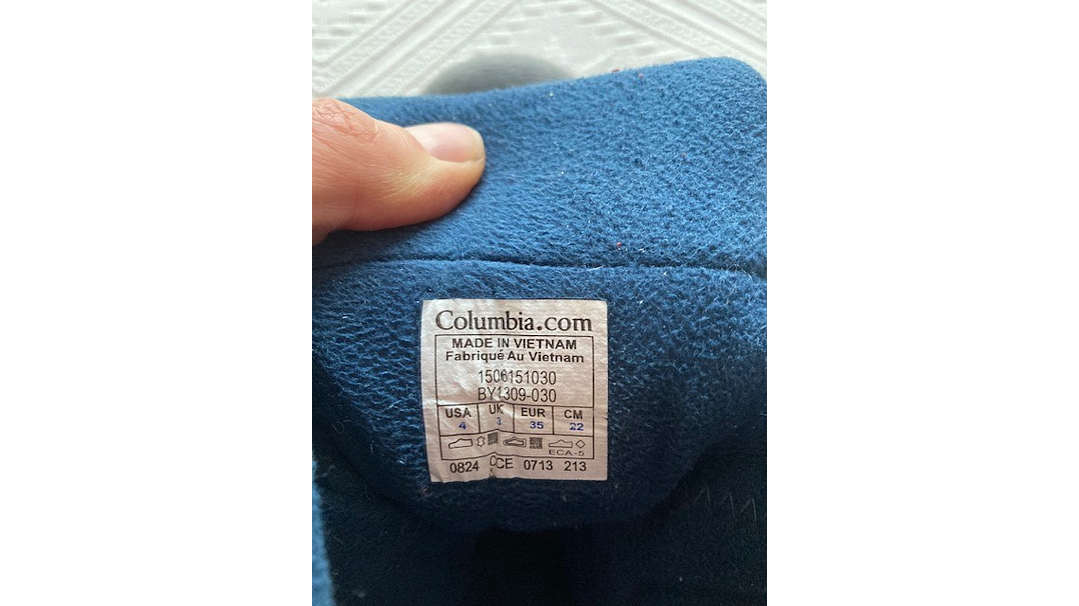 Columbia.com
MADE IN VIETNAM
Fabriqué Au Vietnam
1506151030
BY1309-030
USA UK EUR CM
4 3 35 22
ECA-5
0824 OCE 0713 213